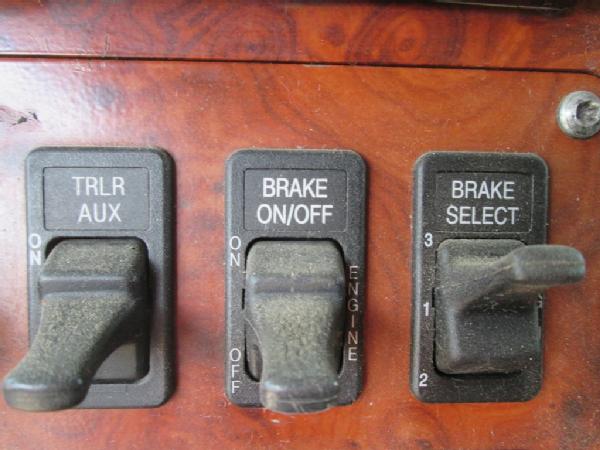 TRLR
AUX
ON
BRAKE
ON/OFF
ON
ENGINE
OFF
BRAKE
SELECT
3
1
2